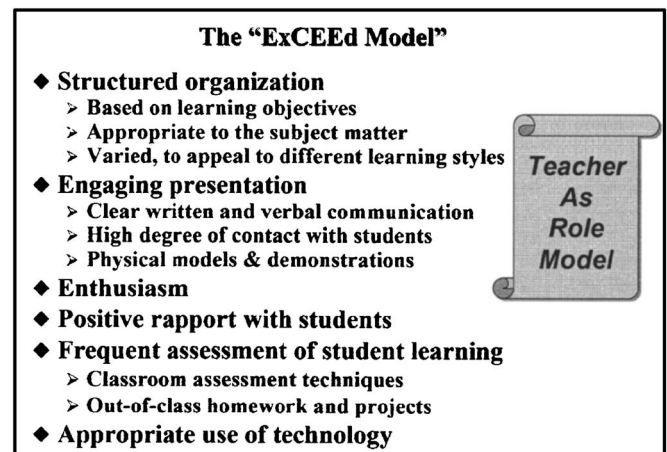 The “ExCEEd Model”
◆ Structured organization
➢ Based on learning objectives
➢ Appropriate to the subject matter
➢ Varied, to appeal to different learning styles
◆ Engaging presentation
➢ Clear written and verbal communication
➢ High degree of contact with students
➢ Physical models & demonstrations
◆ Enthusiasm
◆ Positive rapport with students
◆ Frequent assessment of student learning
➢ Classroom assessment techniques
➢ Out-of-class homework and projects
◆ Appropriate use of technology
Teacher
As
Role
Model